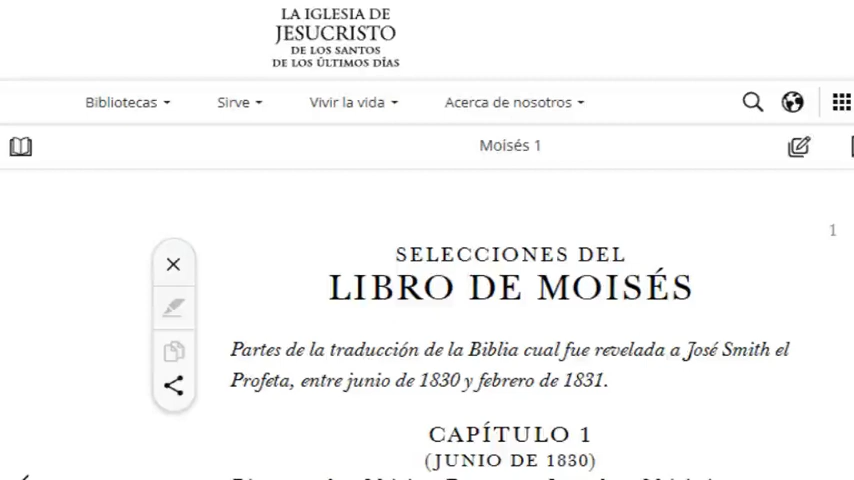 LA IGLESIA DE
JESUCRISTO
DE LOS SANTOS
DE LOS ÚLTIMOS DÍAS
Bibliotecas Sirve Vivir la vida Acerca de nosotros
Moisés 1
1
SELECCIONES DEL
LIBRO DE MOISÉS
Partes de la traducción de la Biblia cual fue revelada a José Smith el
Profeta, entre junio de 1830 y febrero de 1831.
CAPÍTULO 1
(JUNIO DE 1830)